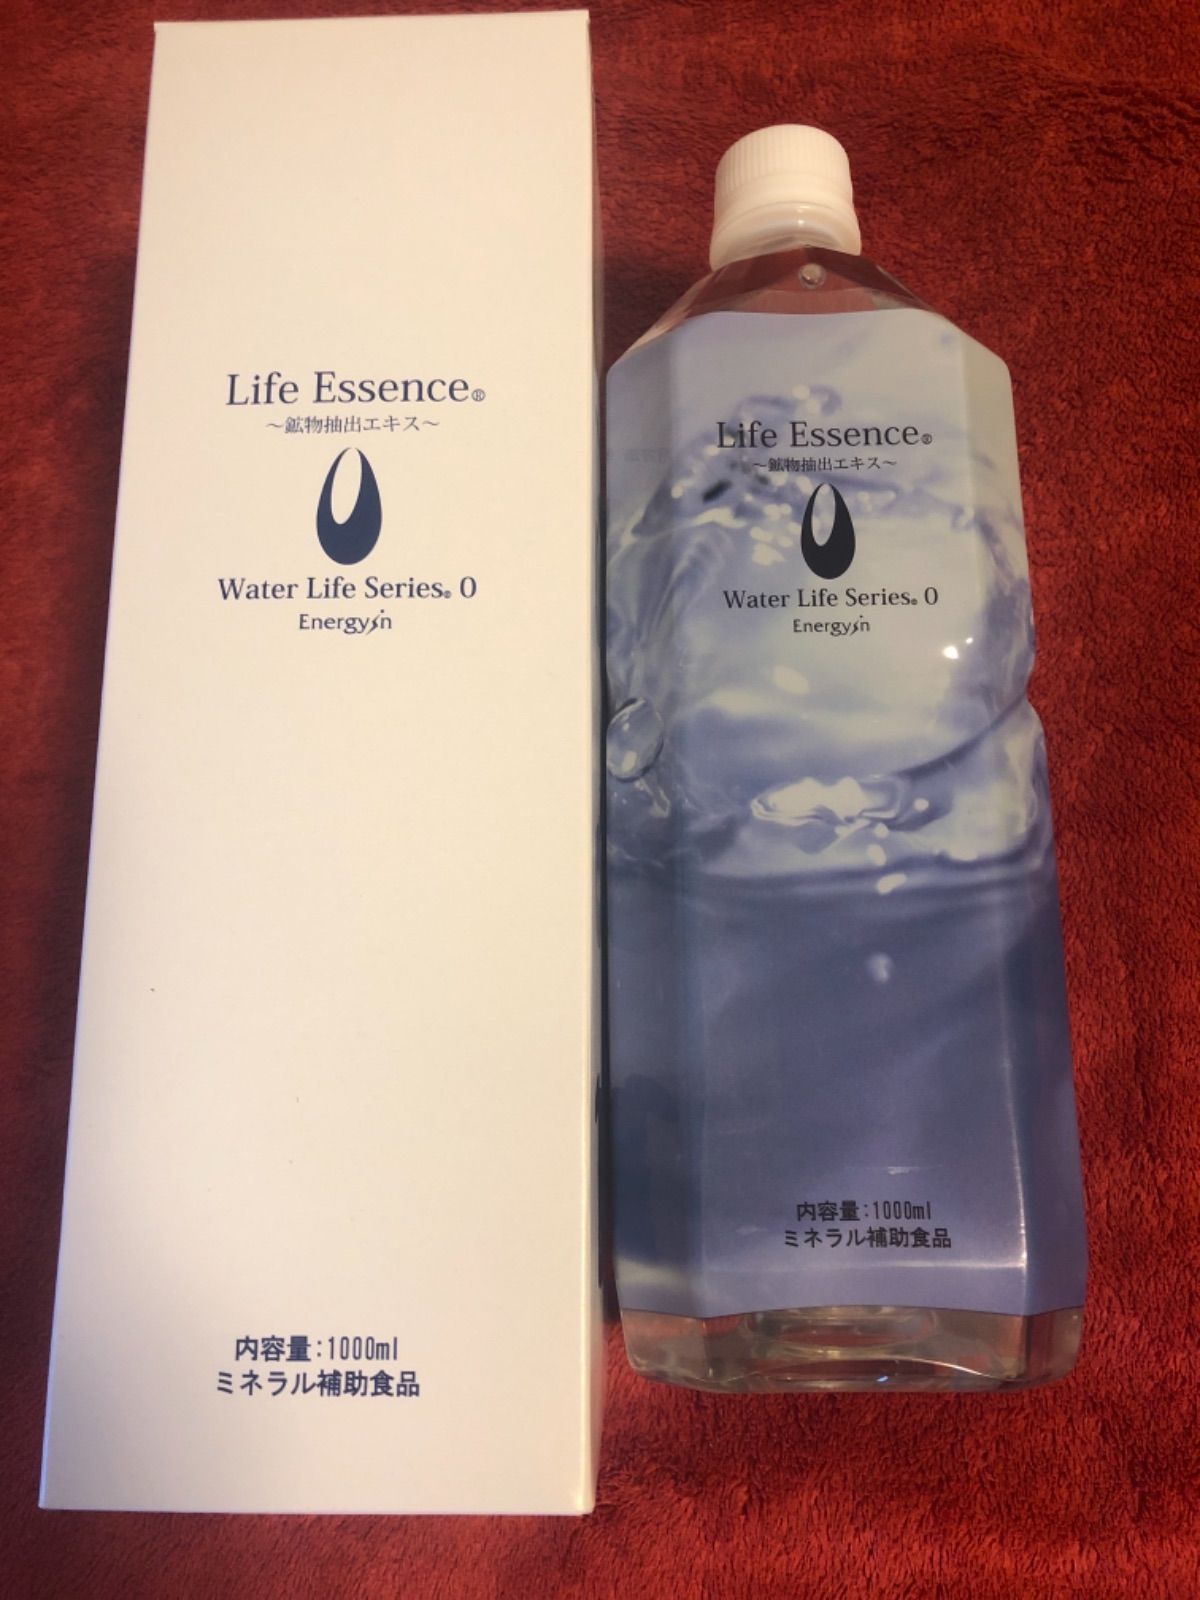 Life Essence®
～鉱物抽出エキス～
Water Life Series® 0
Energysin
内容量:1000ml
ミネラル補助食品
Life Essence®
～鉱物抽出エキス～
Water Life Series® 0
Energysin
内容量:1000ml
ミネラル補助食品